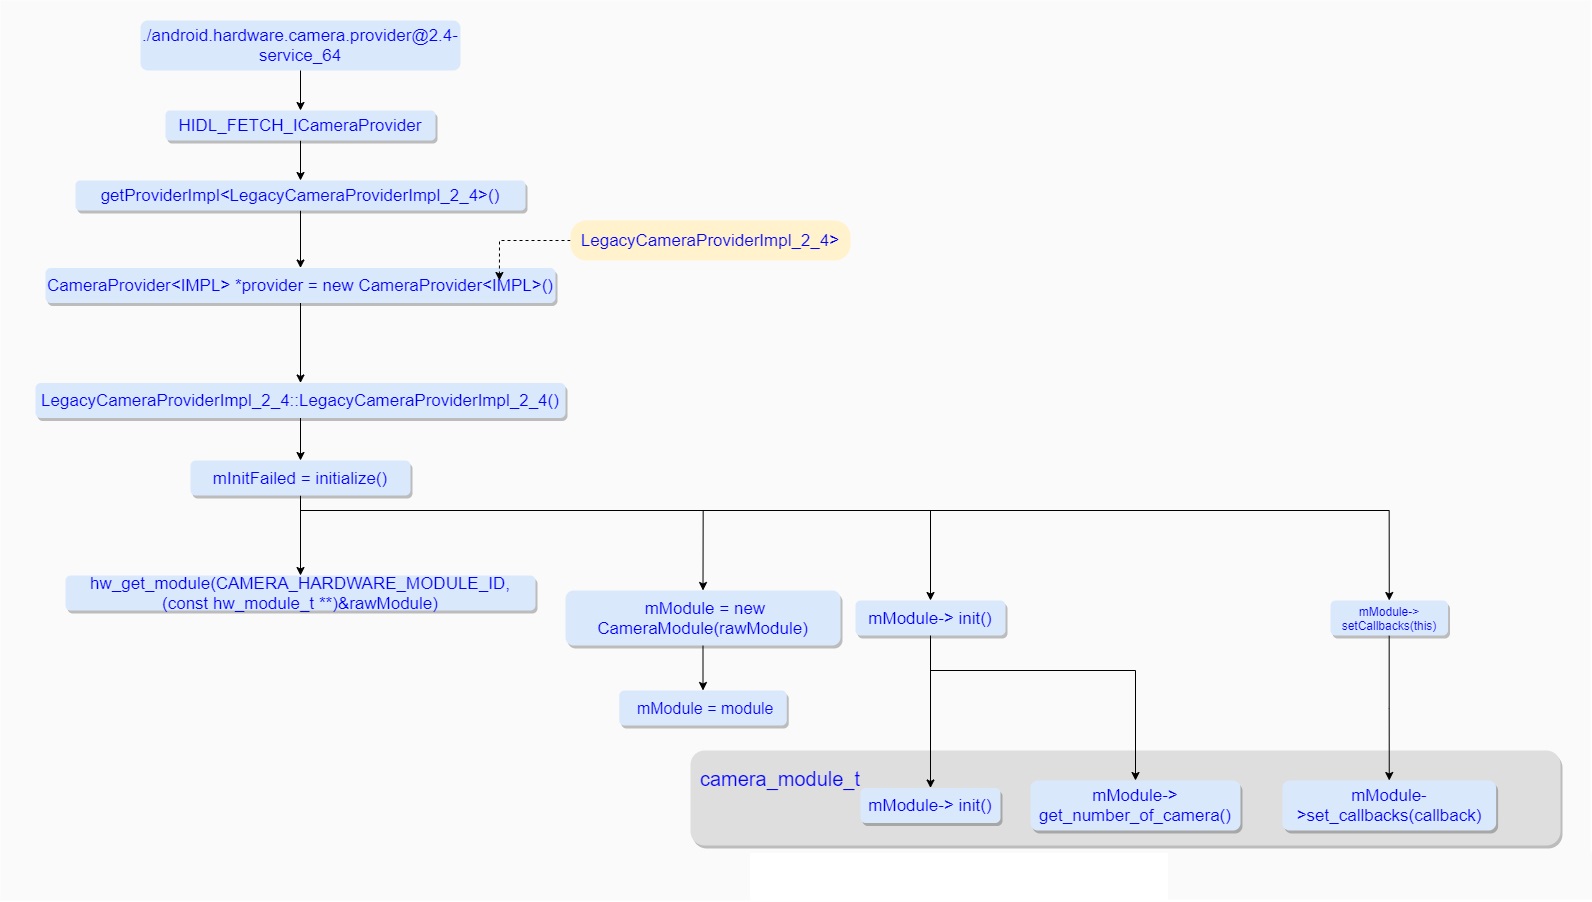 ./android.hardware.camera.provider@2.4-
service_64
HIDL_FETCH_ICameraProvider
getProviderImpl<LegacyCameraProviderImpl_2_4>()
LegacyCameraProviderImpl_2_4>
CameraProvider<IMPL> *provider = new CameraProvider<IMPL>()
LegacyCameraProviderImpl_2_4::LegacyCameraProviderImpl_2_4()
mInitFailed = initialize()
hw_get_module(CAMERA_HARDWARE_MODULE_ID,
(const hw_module_t **)&rawModule)
mModule = new
CameraModule(rawModule)
mModule-> init()
mModule->
setCallbacks(this)
mModule = module
camera_module_t
mModule-> init()
mModule->
get_number_of_camera()
mModule-
>set_callbacks(callback)